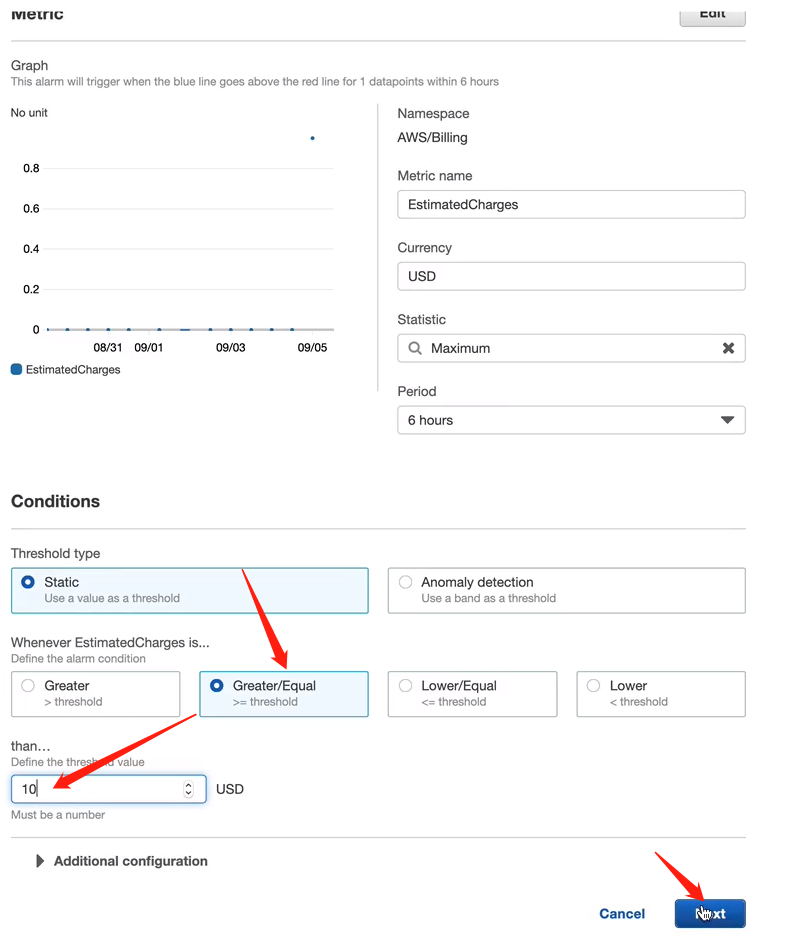 Metric
Edit
Graph
This alarm will trigger when the blue line goes above the red line for 1 datapoints within 6 hours
No unit
0.8
0.6
0.4
0.2
0
08/31 09/01 09/03 09/05
EstimatedCharges
Namespace
AWS/Billing
Metric name
EstimatedCharges
Currency
USD
Statistic
Maximum
Period
6 hours
Conditions
Threshold type
Static
Use a value as a threshold
Anomaly detection
Use a band as a threshold
Whenever EstimatedCharges is...
Define the alarm condition
Greater
> threshold
Greater/Equal
>= threshold
Lower/Equal
<= threshold
Lower
< threshold
than…
Define the threshold value
10 USD
Must be a number
Additional configuration
Cancel Next